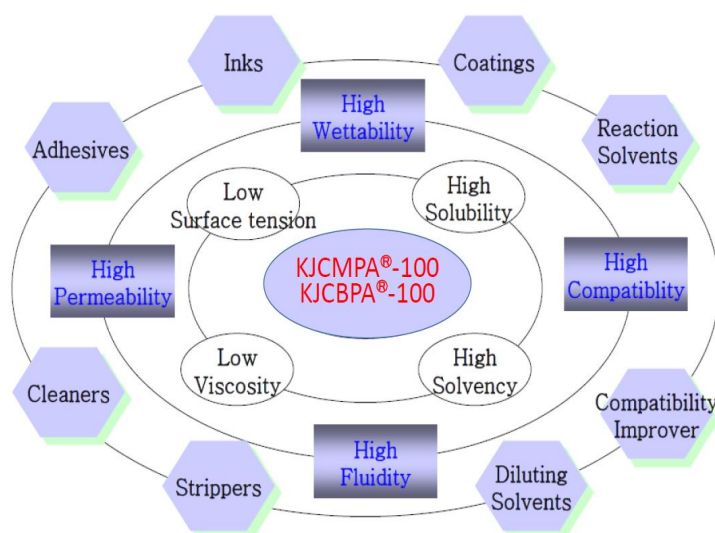 Inks
Coatings
High
Wettability
Adhesives
Reaction
Solvents
Low
Surface tension
High
Solubility
High
Permeability
KJCMPA®-100
KJCBPA®-100
High
Compatiblity
Low
Viscosity
High
Solvency
Cleaners
Compatibility
Improver
High
Fluidity
Strippers
Diluting
Solvents